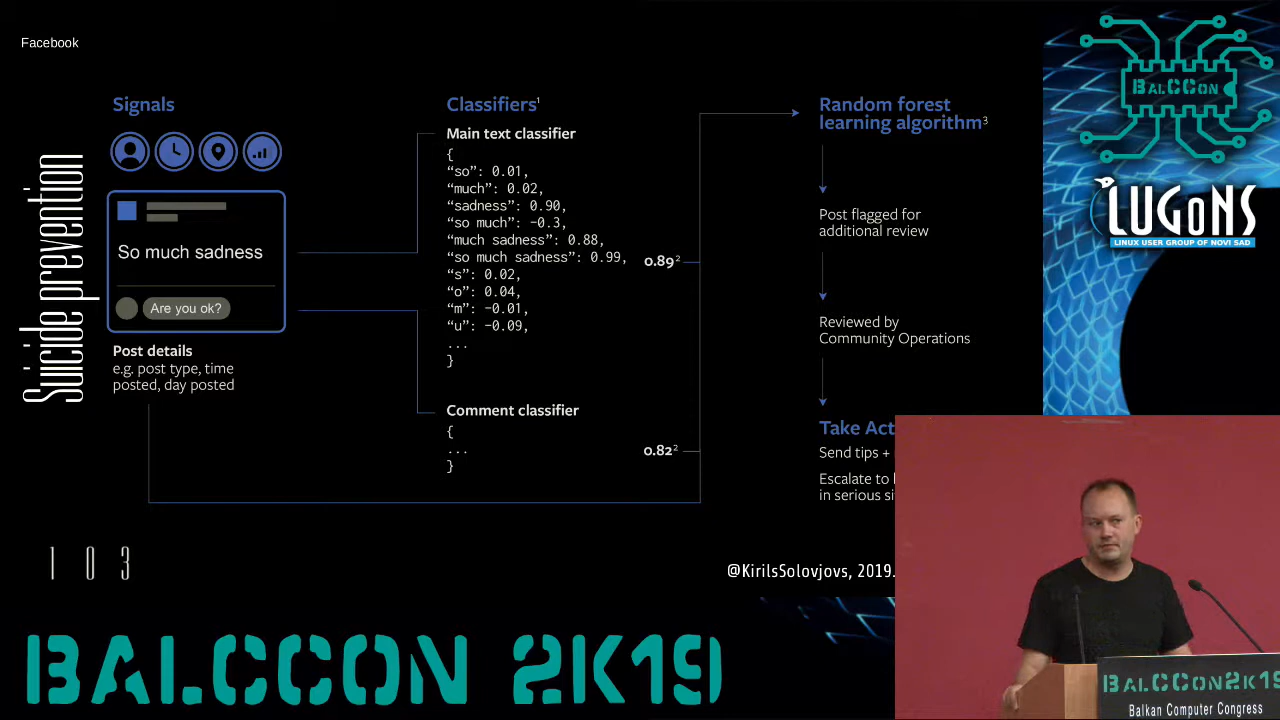 Facebook
Suicide prevention
Signals
So much sadness
Are you ok?
Post details
e.g. post type, time
posted, day posted
Classifiers¹
Main text classifier
{
“so”: 0.01,
“much”: 0.02,
“sadness”: 0.90,
“so much”: -0.3,
“much sadness”: 0.88,
“so much sadness”: 0.99,
“s”: 0.02,
“o”: 0.04,
“m”: -0.01,
“u”: -0.09,
...
}
0.89²
Comment classifier
{
...
}
0.82²
Random forest
learning algorithm³
Post flagged for
additional review
Reviewed by
Community Operations
Take Act
Send tips +
Escalate to
in serious si
103
@KirilsSolovjovs, 2019.
BALCCON
LUGONS
LINUX USER GROUP OF NOVI SAD
BALCCON 2K19
BALCCON2K19
Balkan Computer Congress